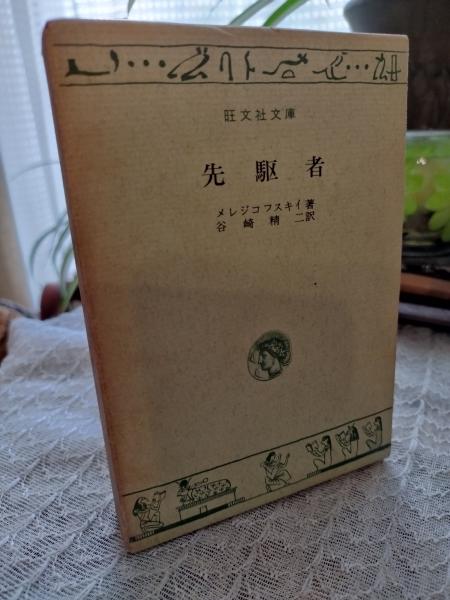 旺文社文庫
先駆者
メレジコフスキイ著
谷崎精二訳